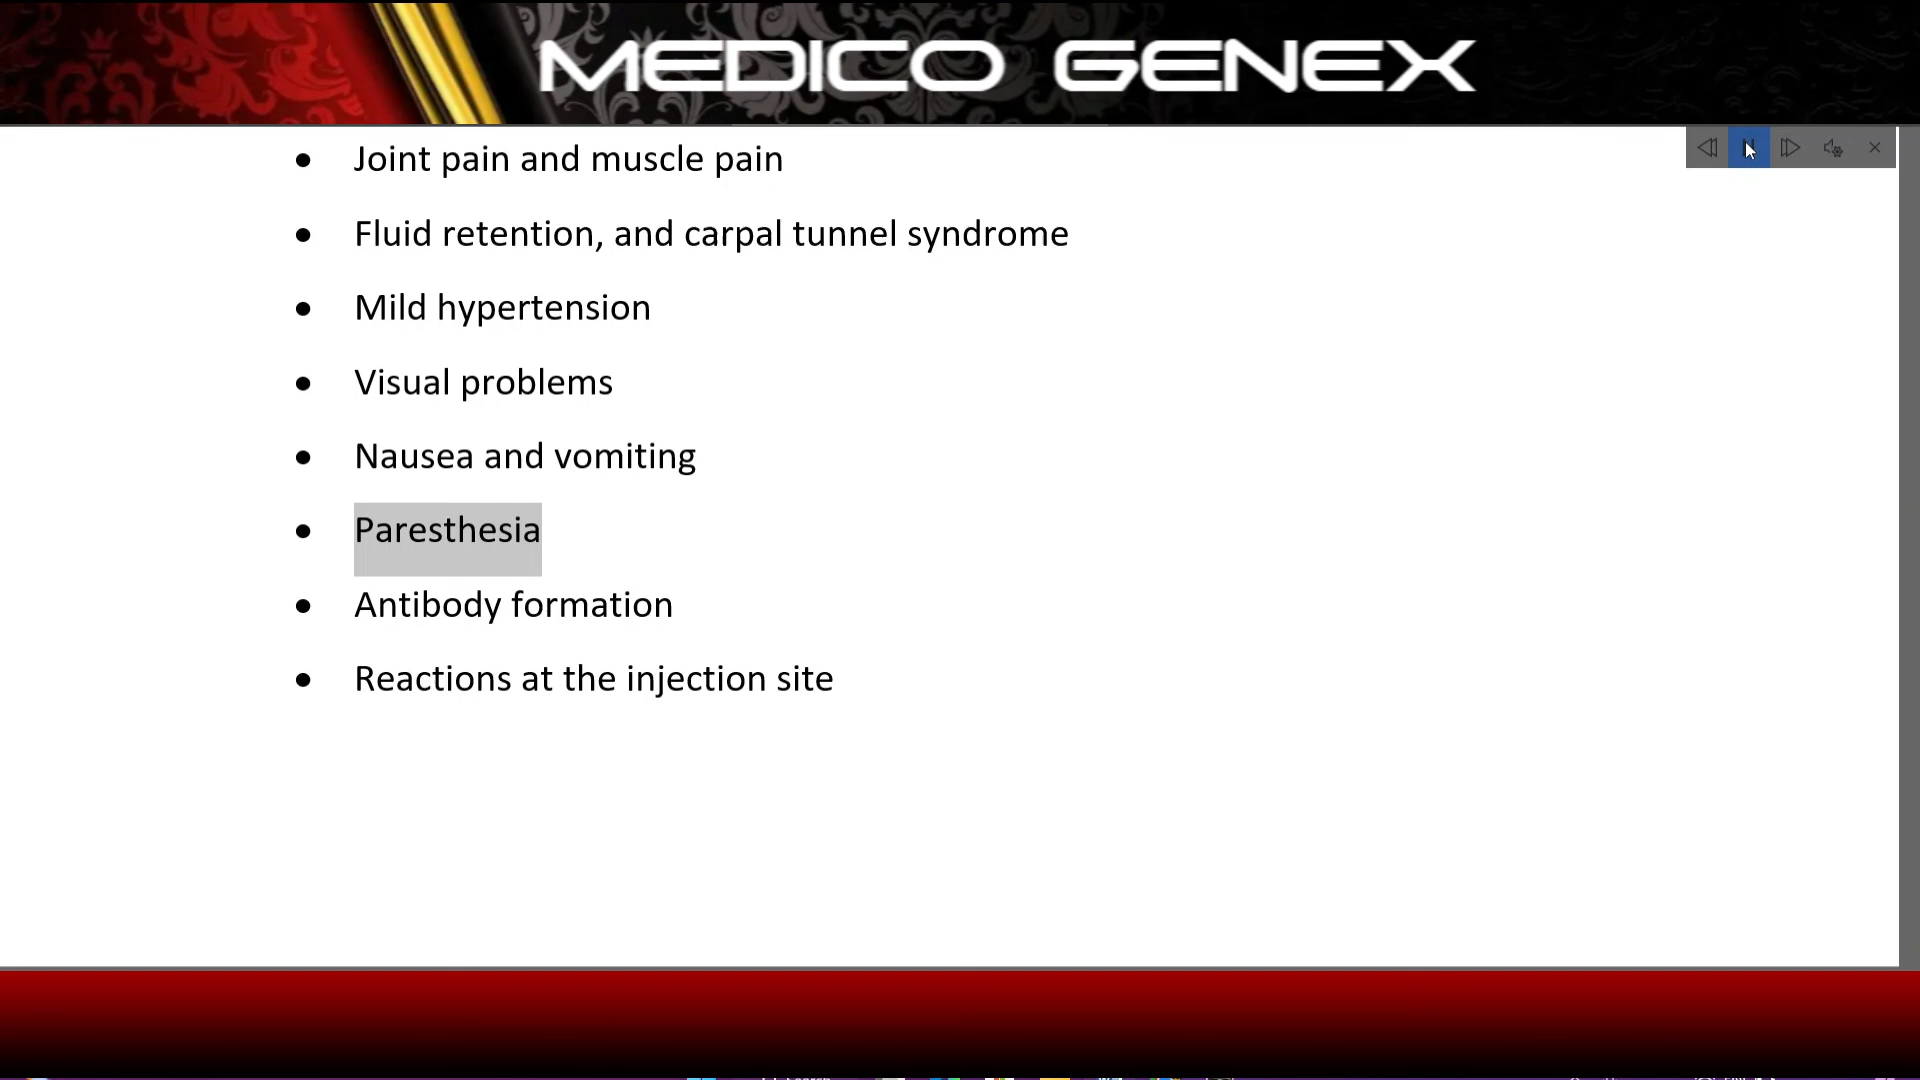 MEDICO GENEX
• Joint pain and muscle pain
• Fluid retention, and carpal tunnel syndrome
• Mild hypertension
• Visual problems
• Nausea and vomiting
• Paresthesia
• Antibody formation
• Reactions at the injection site